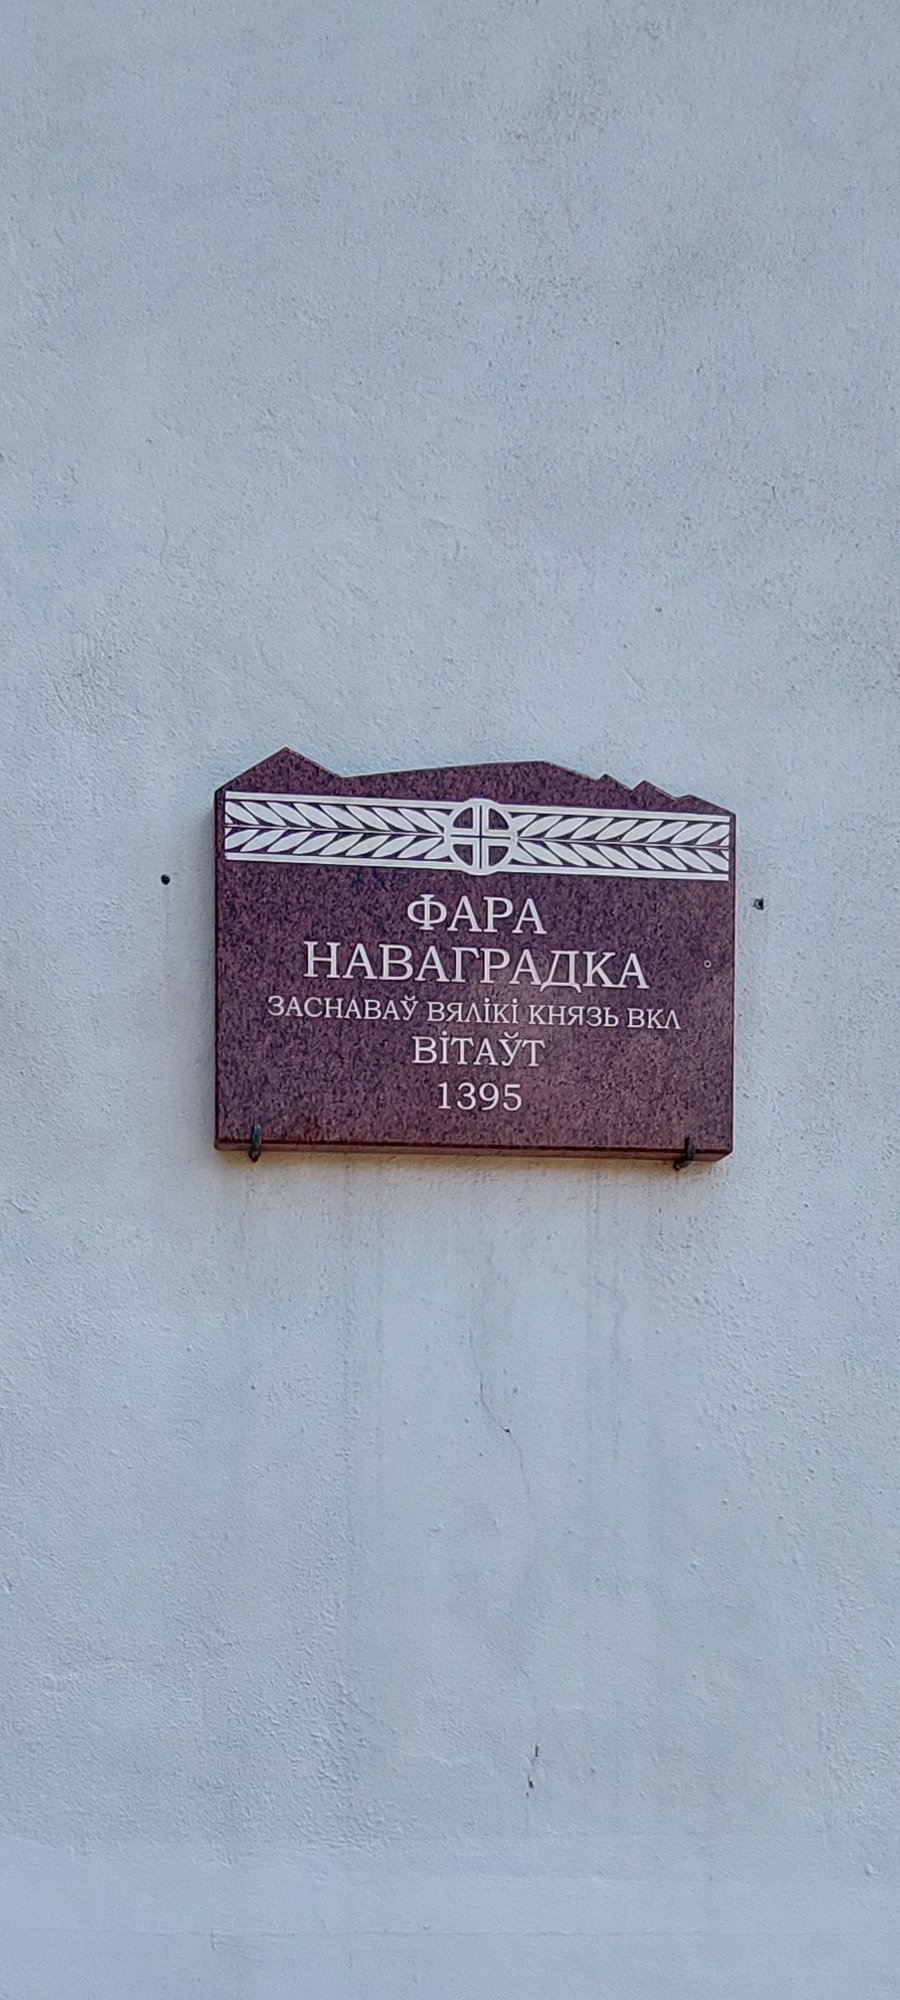 ФАРА
НАВАГРАДКА
ЗАСНАВАЎ ВЯЛІКІ КНЯЗЬ ВКЛ
ВІТАЎТ
1395